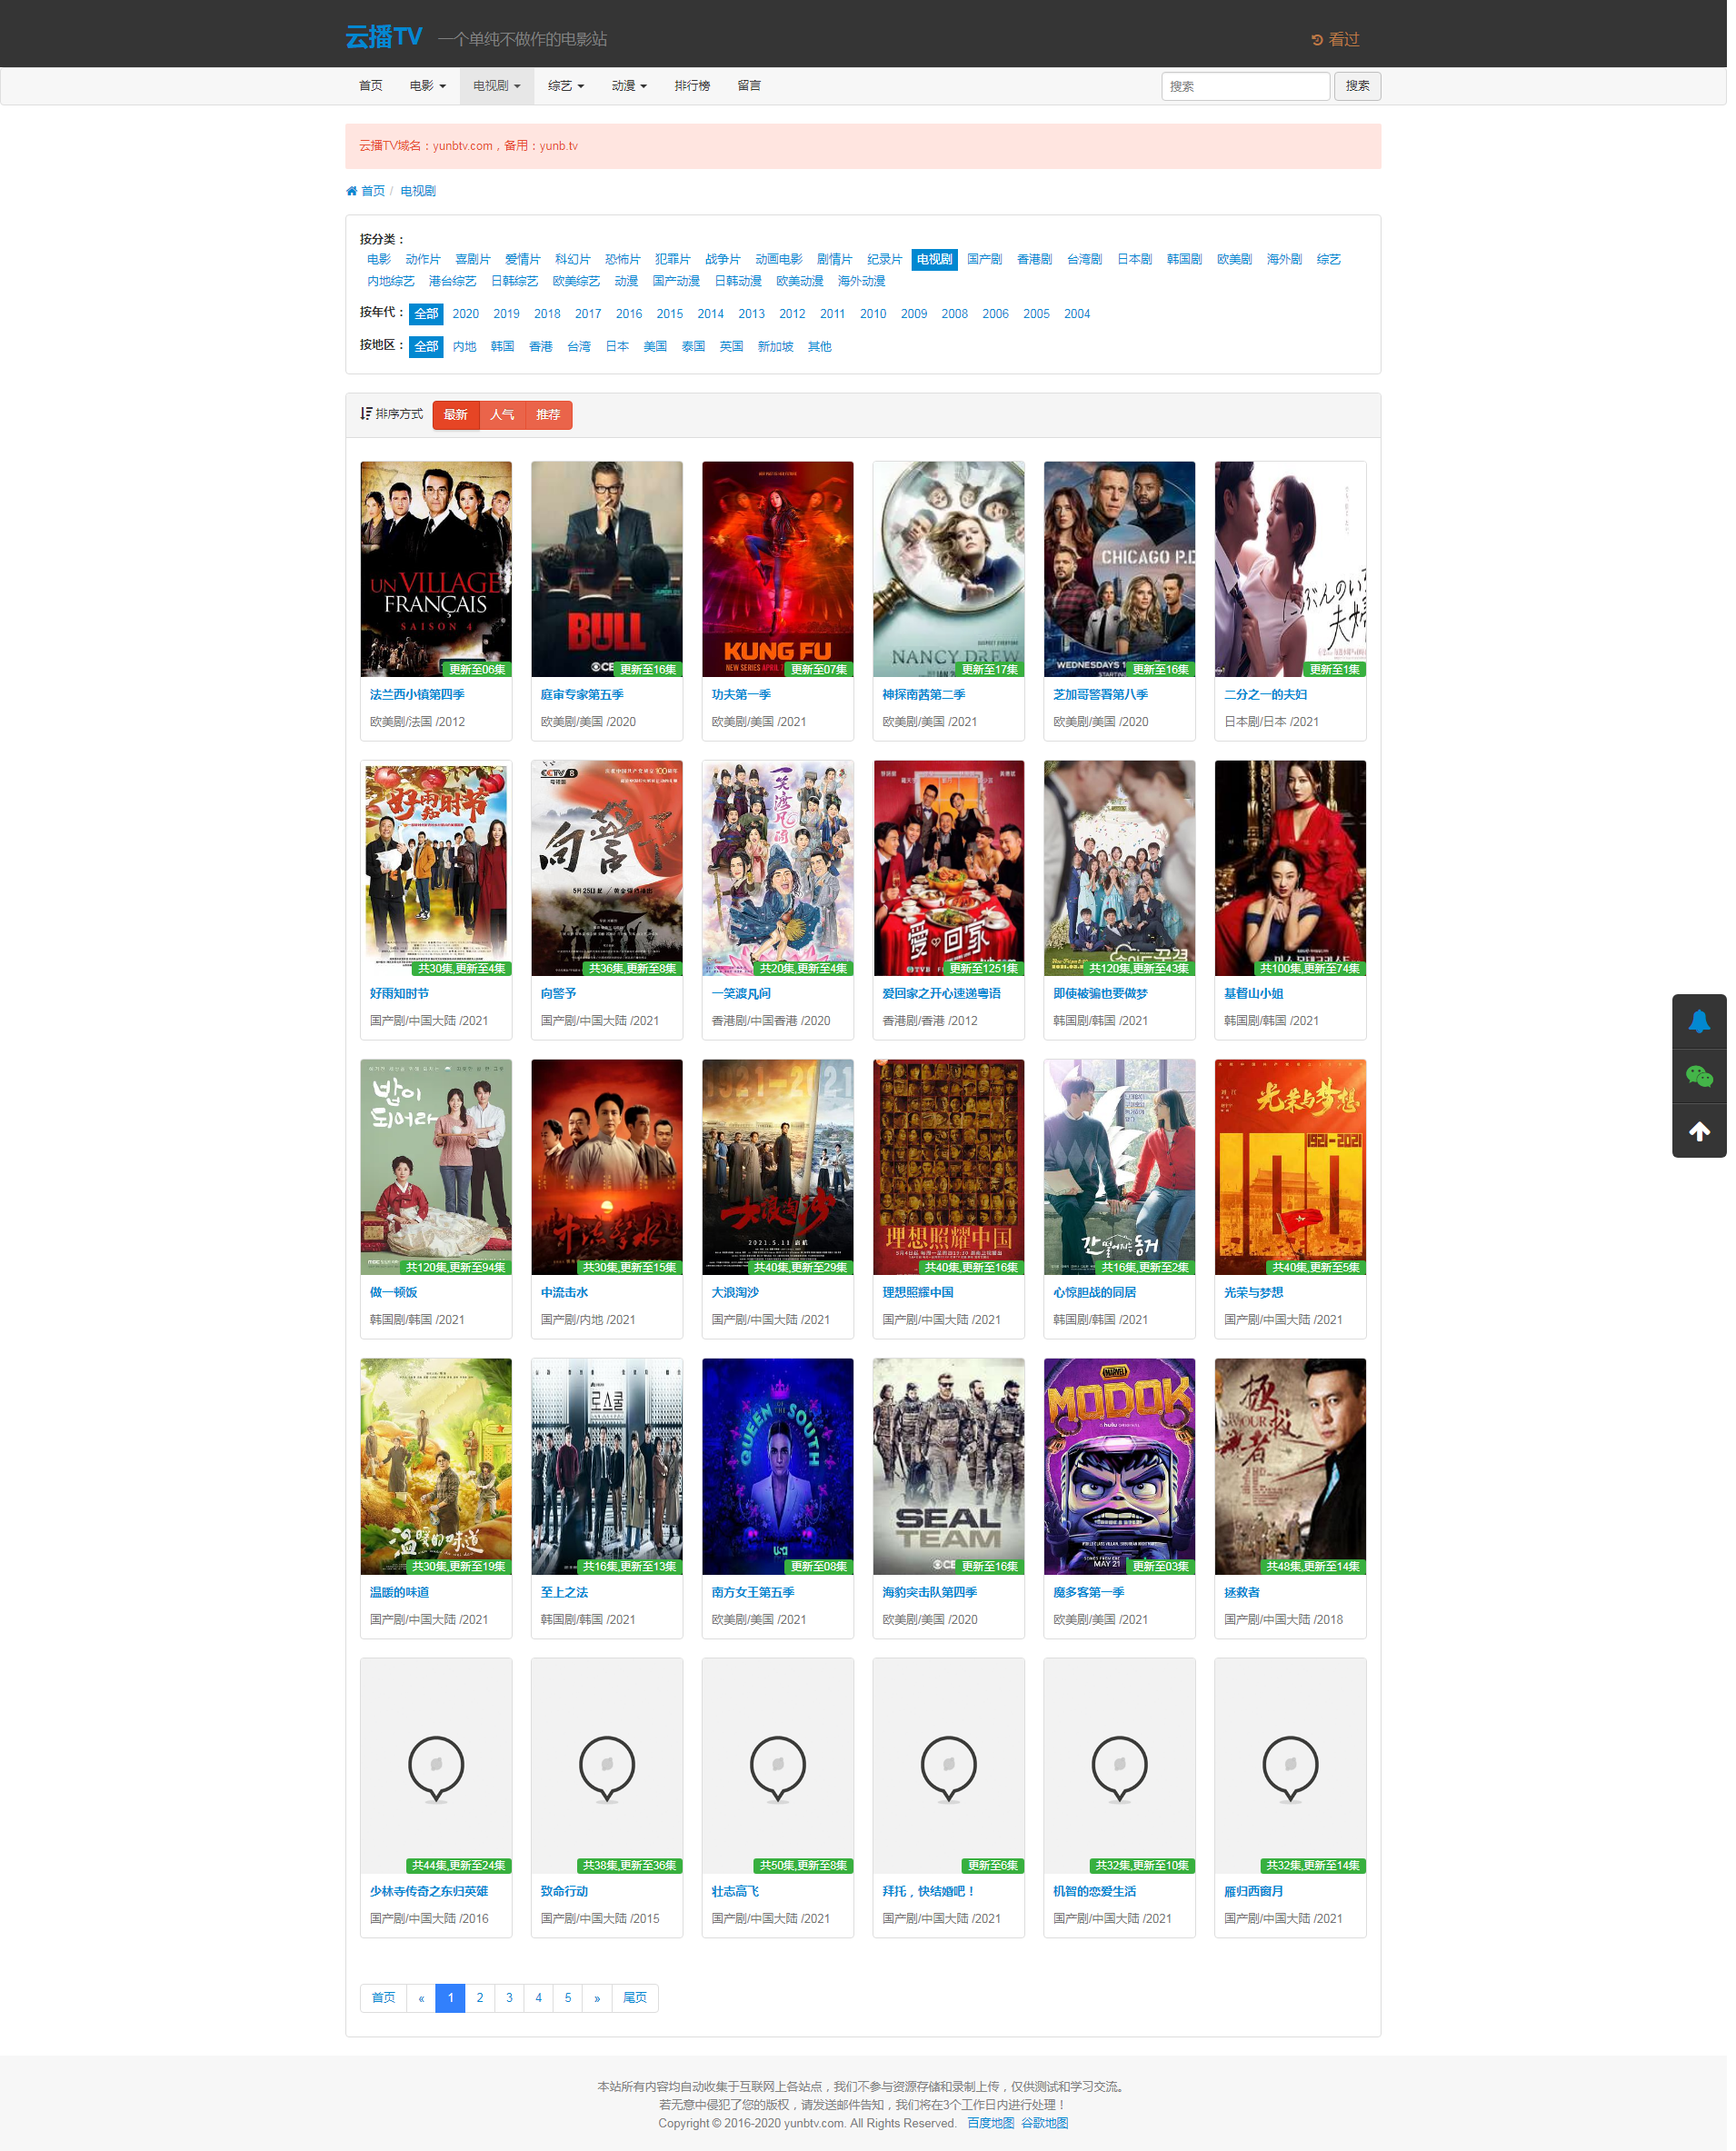 云播TV 一个单纯不做作的电影站 看过
首页 电影 电视剧 综艺 动漫 排行榜 留言 搜索 搜索
云播TV域名：yunbtv.com，备用：yunb.tv
首页 / 电视剧
按分类：
电影 动作片 喜剧片 爱情片 科幻片 恐怖片 犯罪片 战争片 动画电影 剧情片 纪录片 电视剧 国产剧 香港剧 台湾剧 日本剧 韩国剧 欧美剧 海外剧 综艺
内地综艺 港台综艺 日韩综艺 欧美综艺 动漫 国产动漫 日韩动漫 欧美动漫 海外动漫
按年代： 全部 2020 2019 2018 2017 2016 2015 2014 2013 2012 2011 2010 2009 2008 2006 2005 2004
按地区： 全部 内地 韩国 香港 台湾 日本 美国 泰国 英国 新加坡 其他
排序方式 最新 人气 推荐
UN VILLAGE
FRANÇAIS
SAISON 4
BULL
KUNG FU
NEW SERIES APRIL 7
NANCY DREW
CHICAGO P.D
WEDNESDAYS
更新至06集 更新至16集 更新至07集 更新至17集 更新至16集 更新至1集
法兰西小镇第四季 庭审专家第五季 功夫第一季 神探南茜第二季 芝加哥警署第八季 二分之一的夫妇
欧美剧/法国 /2012 欧美剧/美国 /2020 欧美剧/美国 /2021 欧美剧/美国 /2021 欧美剧/美国 /2020 日本剧/日本 /2021
好雨知时节
CCTV 8
向警予
一笑渡凡间
爱回家
共30集,更新至4集 共36集,更新至8集 共20集,更新至4集 更新至1251集 共120集,更新至43集 共100集,更新至74集
好雨知时节 向警予 一笑渡凡间 爱回家之开心速递粤语 即使被骗也要做梦 基督山小姐
国产剧/中国大陆 /2021 国产剧/中国大陆 /2021 香港剧/中国香港 /2020 香港剧/香港 /2012 韩国剧/韩国 /2021 韩国剧/韩国 /2021
밥이
되어라
中流击水
1921-2021
大浪淘沙
2021.5.11
理想照耀中国
간 떨어지는 동거
光荣与梦想
1921-2021
共120集,更新至94集 共30集,更新至15集 共40集,更新至29集 共40集,更新至16集 共16集,更新至2集 共40集,更新至5集
做一顿饭 中流击水 大浪淘沙 理想照耀中国 心惊胆战的同居 光荣与梦想
韩国剧/韩国 /2021 国产剧/内地 /2021 国产剧/中国大陆 /2021 国产剧/中国大陆 /2021 韩国剧/韩国 /2021 国产剧/中国大陆 /2021
温暖的味道
로스쿨
QUEEN OF THE SOUTH
SEAL
TEAM
MARVEL
MODOK
MAY 21
拯救者
SAVIOUR
共30集,更新至19集 共16集,更新至13集 更新至08集 更新至16集 更新至03集 共48集,更新至14集
温暖的味道 至上之法 南方女王第五季 海豹突击队第四季 魔多客第一季 拯救者
国产剧/中国大陆 /2021 韩国剧/韩国 /2021 欧美剧/美国 /2021 欧美剧/美国 /2020 欧美剧/美国 /2021 国产剧/中国大陆 /2018
共44集,更新至24集 共38集,更新至36集 共50集,更新至8集 更新至6集 共32集,更新至10集 共32集,更新至14集
少林寺传奇之东归英雄 致命行动 壮志高飞 拜托，快结婚吧！ 机智的恋爱生活 雁归西窗月
国产剧/中国大陆 /2016 国产剧/中国大陆 /2015 国产剧/中国大陆 /2021 国产剧/中国大陆 /2021 国产剧/中国大陆 /2021 国产剧/中国大陆 /2021
首页 « 1 2 3 4 5 » 尾页
本站所有内容均自动收集于互联网上各站点，我们不参与资源存储和录制上传，仅供测试和学习交流。
若无意中侵犯了您的版权，请发送邮件告知，我们将在3个工作日内进行处理！
Copyright © 2016-2020 yunbtv.com. All Rights Reserved. 百度地图 谷歌地图